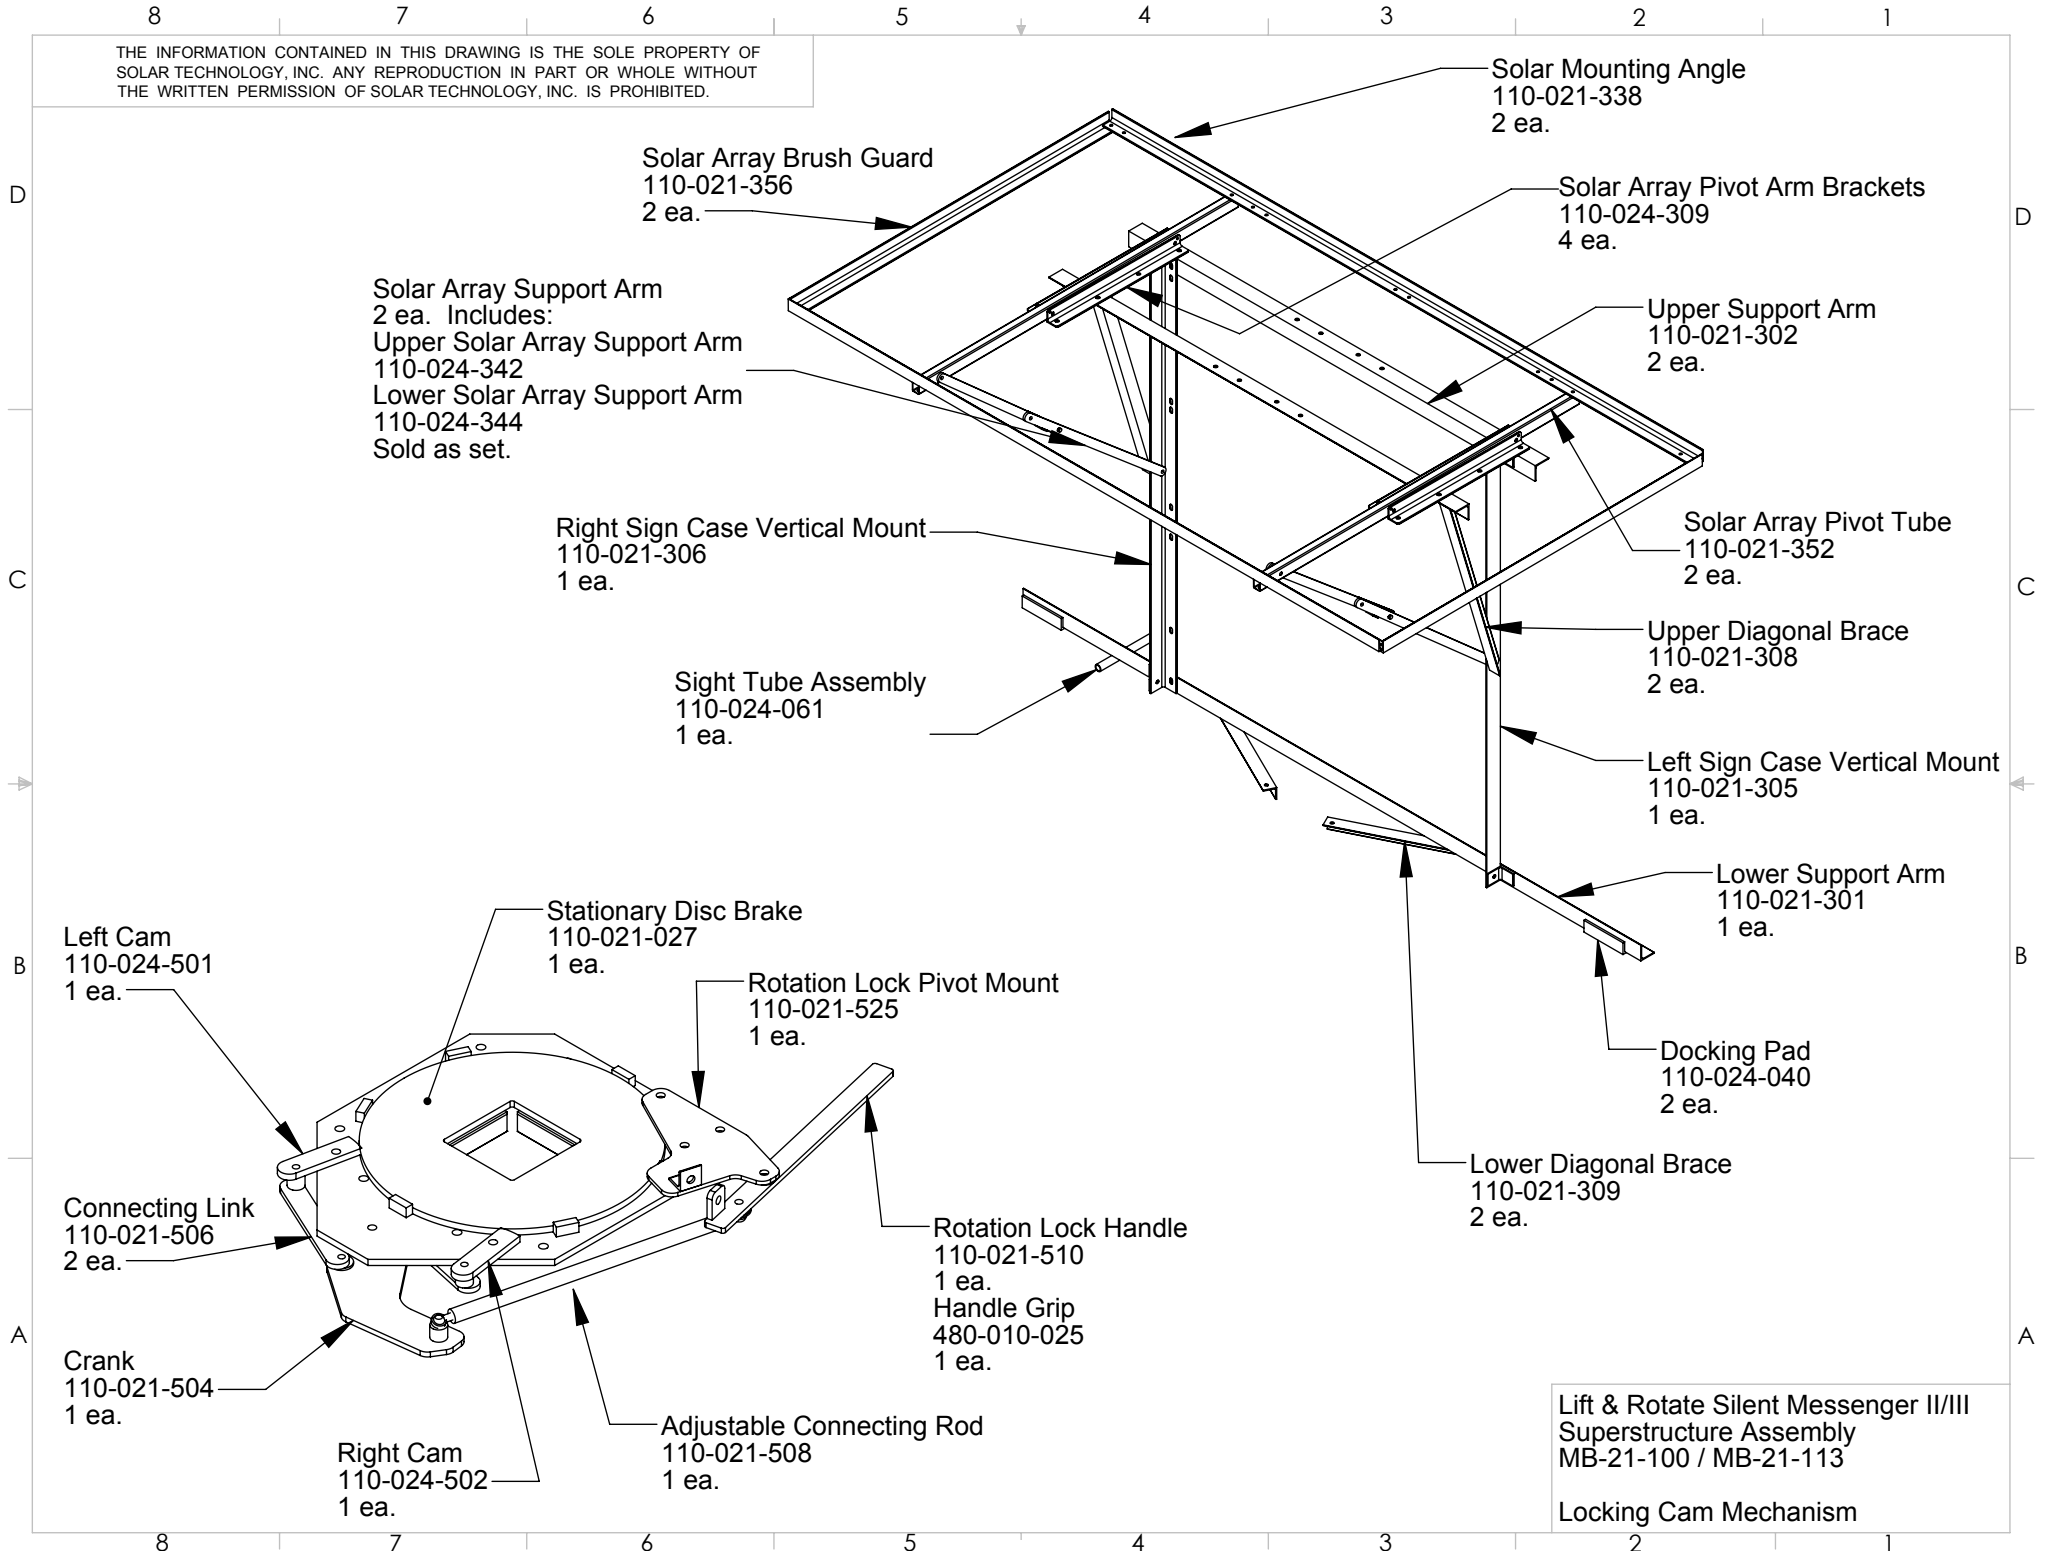 8 7 6 5 4 3 2 1
THE INFORMATION CONTAINED IN THIS DRAWING IS THE SOLE PROPERTY OF
SOLAR TECHNOLOGY, INC. ANY REPRODUCTION IN PART OR WHOLE WITHOUT
THE WRITTEN PERMISSION OF SOLAR TECHNOLOGY, INC. IS PROHIBITED.
Solar Mounting Angle
110-021-338
2 ea.
Solar Array Brush Guard
110-021-356
2 ea.
Solar Array Pivot Arm Brackets
110-024-309
4 ea.
D
D
Solar Array Support Arm
2 ea. Includes:
Upper Solar Array Support Arm
110-024-342
Lower Solar Array Support Arm
110-024-344
Sold as set.
Upper Support Arm
110-021-302
2 ea.
Right Sign Case Vertical Mount
110-021-306
1 ea.
Solar Array Pivot Tube
110-021-352
2 ea.
C
C
Upper Diagonal Brace
110-021-308
2 ea.
Sight Tube Assembly
110-024-061
1 ea.
Left Sign Case Vertical Mount
110-021-305
1 ea.
Lower Support Arm
110-021-301
1 ea.
Stationary Disc Brake
110-021-027
1 ea.
Left Cam
110-024-501
1 ea.
B
B
Rotation Lock Pivot Mount
110-021-525
1 ea.
Docking Pad
110-024-040
2 ea.
Lower Diagonal Brace
110-021-309
2 ea.
Connecting Link
110-021-506
2 ea.
Rotation Lock Handle
110-021-510
1 ea.
Handle Grip
480-010-025
1 ea.
A
A
Crank
110-021-504
1 ea.
Adjustable Connecting Rod
110-021-508
1 ea.
Right Cam
110-024-502
1 ea.
Lift & Rotate Silent Messenger II/III
Superstructure Assembly
MB-21-100 / MB-21-113
Locking Cam Mechanism
8 7 6 5 4 3 2 1